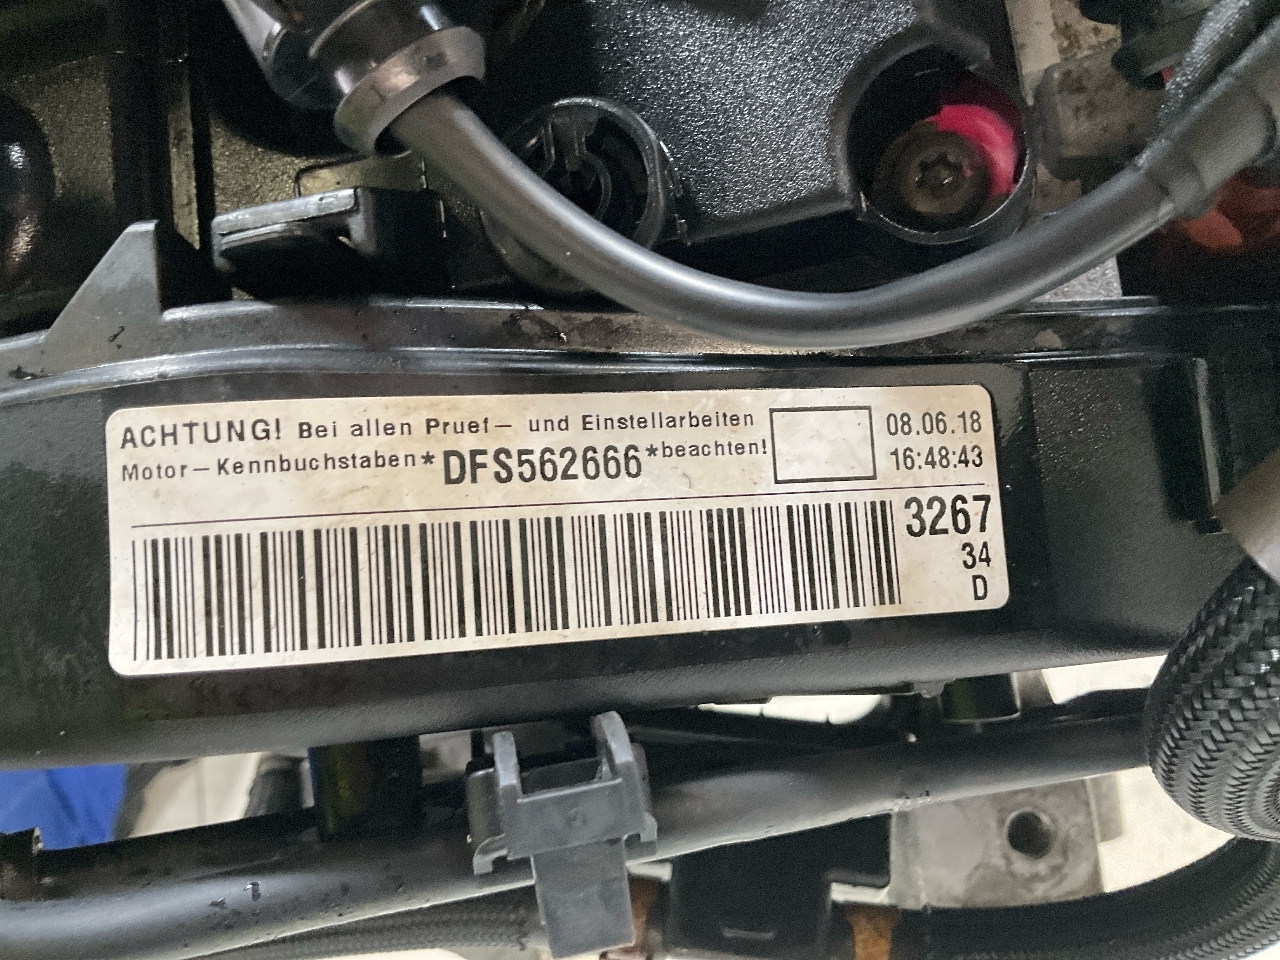 ACHTUNG! Bei allen Pruef- und Einstellarbeiten
Motor-Kennbuchstaben*DFS562666*beachten!
08.06.18
16:48:43
3267
34
D